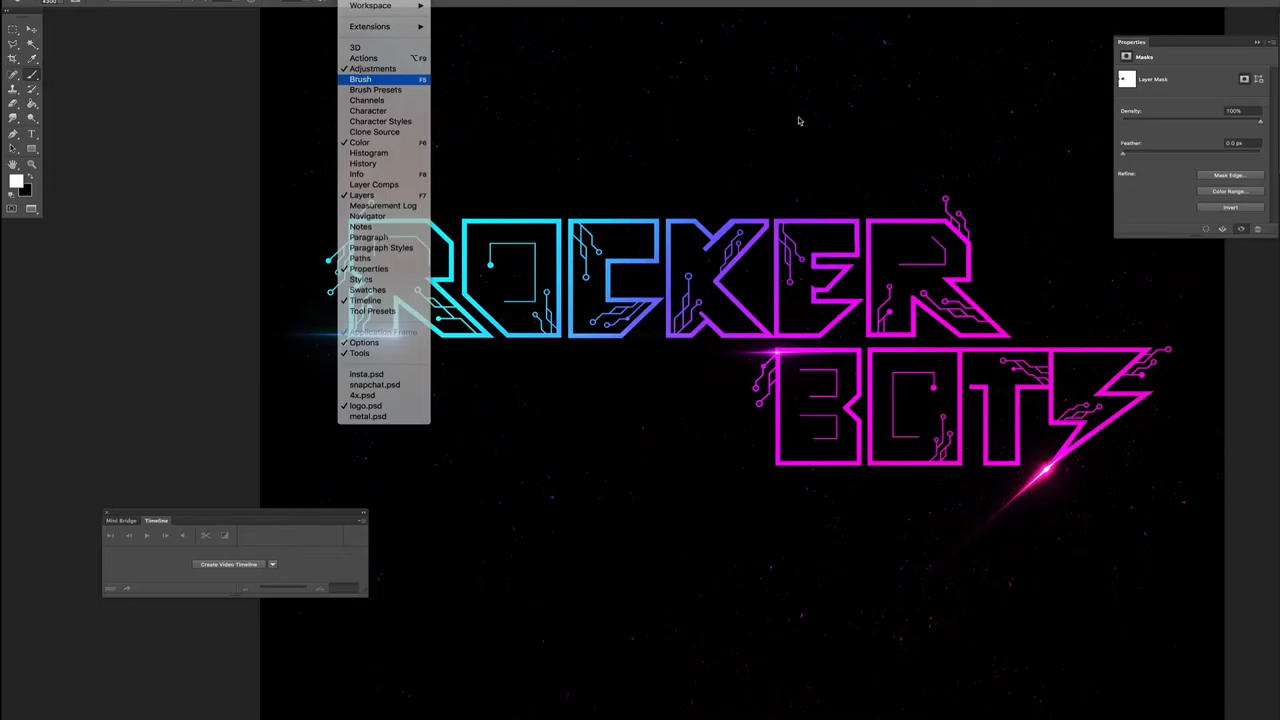 4300
Workspace
Extensions
3D
Actions ⌥F9
✓ Adjustments
Brush F5
Brush Presets
Channels
Character
Character Styles
Clone Source
✓ Color F6
Histogram
History
Info F8
Layer Comps
✓ Layers F7
Measurement Log
Navigator
Notes
Paragraph
Paragraph Styles
Paths
✓ Properties
Styles
Swatches
✓ Timeline
Tool Presets
✓ Application Frame
✓ Options
✓ Tools
insta.psd
snapchat.psd
4x.psd
✓ logo.psd
metal.psd
Properties
Masks
Layer Mask
Density: 100%
Feather: 0.0 px
Refine: Mask Edge...
Color Range...
Invert
ROCKER
BOTS
Mini Bridge Timeline
Create Video Timeline